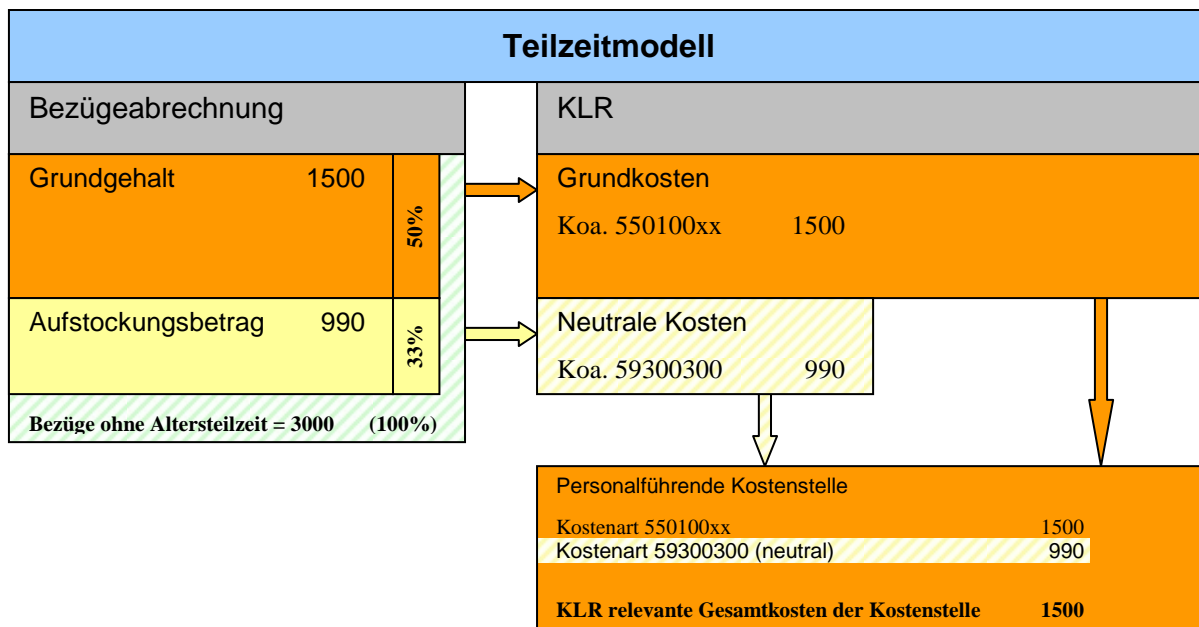 Teilzeitmodell
Bezügeabrechnung
Grundgehalt 1500
50%
Aufstockungsbetrag 990
33%
Bezüge ohne Altersteilzeit = 3000 (100%)
KLR
Grundkosten
Koa. 550100xx 1500
Neutrale Kosten
Koa. 59300300 990
Personalführende Kostenstelle
Kostenart 550100xx 1500
Kostenart 59300300 (neutral) 990
KLR relevante Gesamtkosten der Kostenstelle 1500